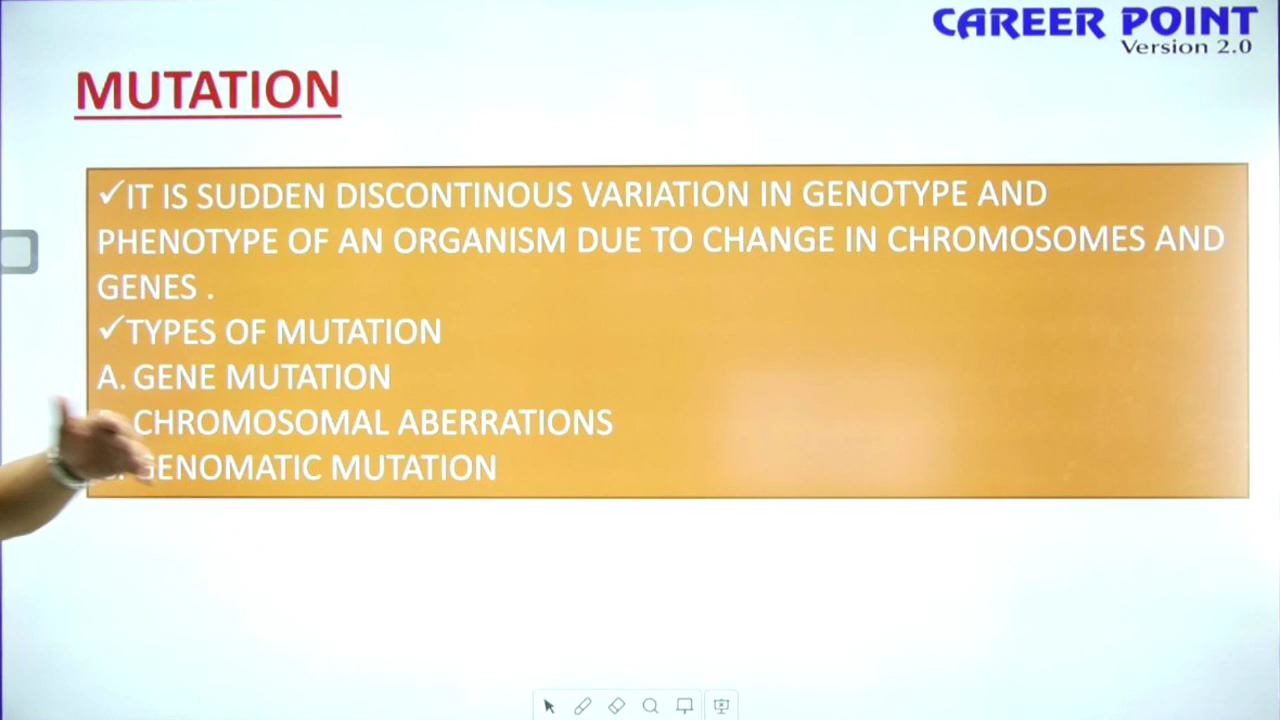 CAREER POINT
Version 2.0
MUTATION
✓IT IS SUDDEN DISCONTINOUS VARIATION IN GENOTYPE AND
PHENOTYPE OF AN ORGANISM DUE TO CHANGE IN CHROMOSOMES AND
GENES .
✓TYPES OF MUTATION
A. GENE MUTATION
CHROMOSOMAL ABERRATIONS
GENOMATIC MUTATION